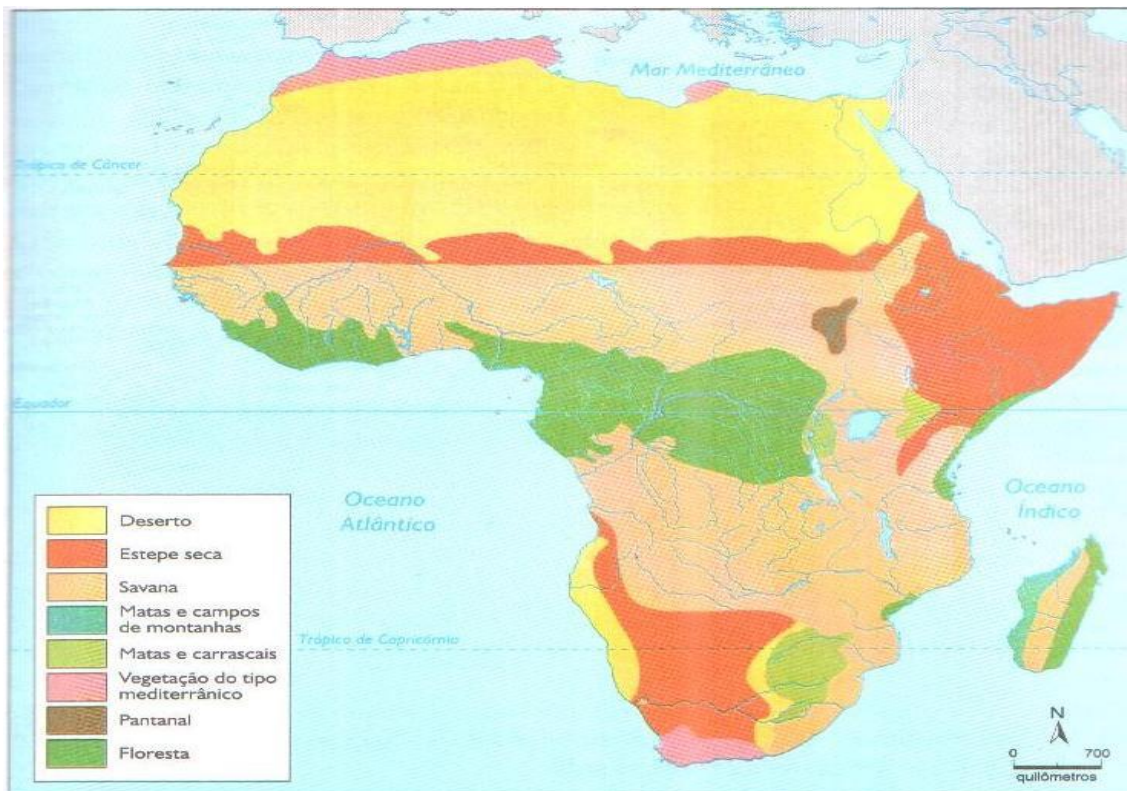 Mar Mediterrâneo
Trópico de Câncer
Equador
Oceano
Atlântico
Oceano
Índico
Trópico de Capricórnio
Deserto
Estepe seca
Savana
Matas e campos
de montanhas
Matas e carrascais
Vegetação do tipo
mediterrânico
Pantanal
Floresta
N
0 700
quilômetros